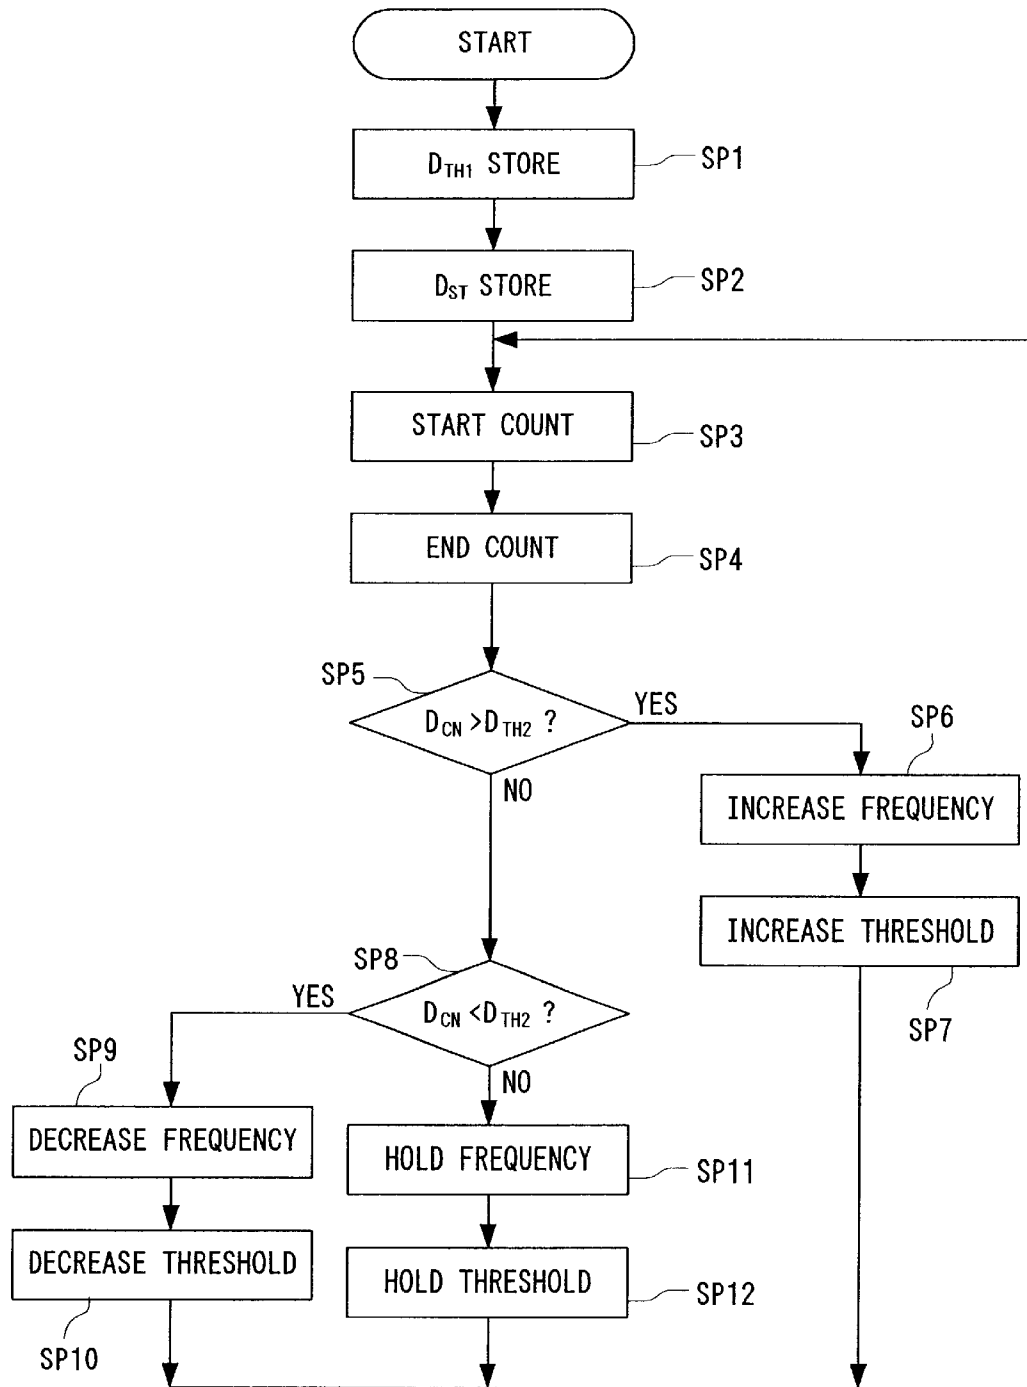 START
D_TH1 STORE
SP1
D_ST STORE
SP2
START COUNT
SP3
END COUNT
SP4
SP5
D_CN >D_TH2 ?
YES
NO
SP6
INCREASE FREQUENCY
INCREASE THRESHOLD
SP7
SP8
D_CN <D_TH2 ?
YES
NO
SP9
DECREASE FREQUENCY
HOLD FREQUENCY
SP11
DECREASE THRESHOLD
HOLD THRESHOLD
SP12
SP10